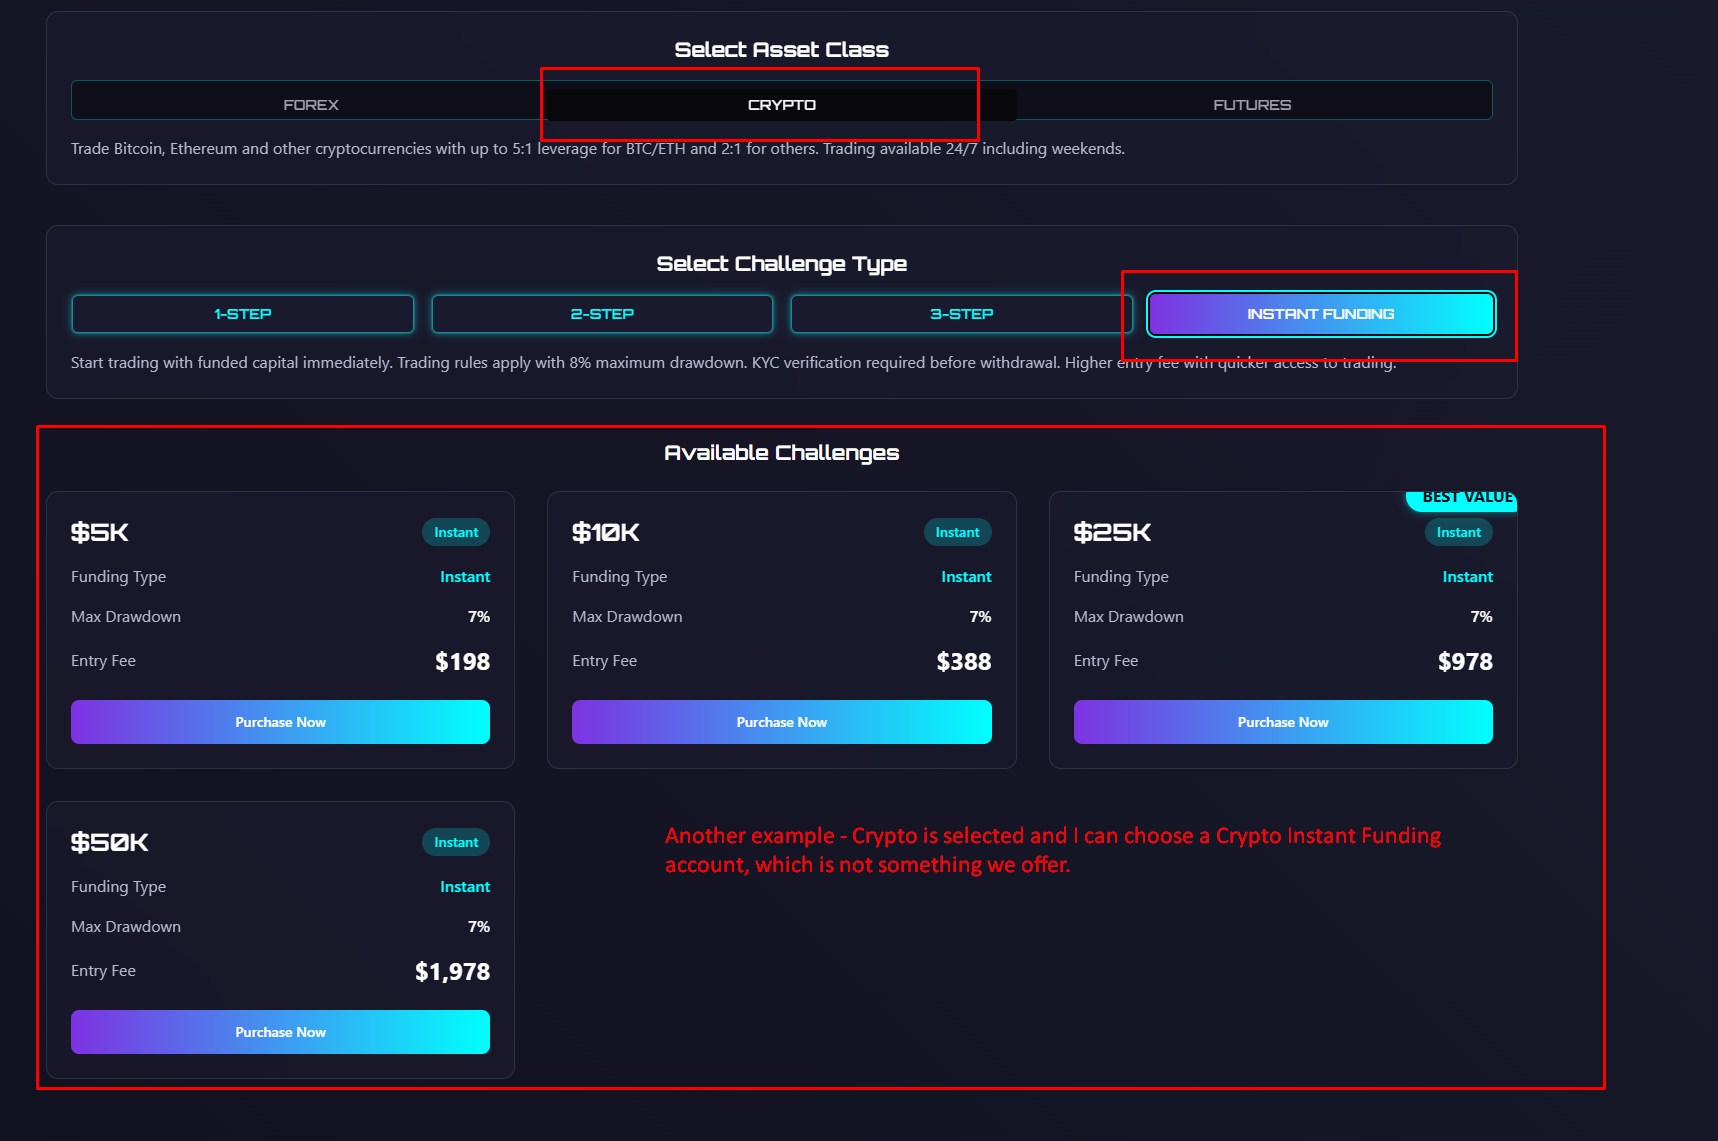 Select Asset Class
FOREX
CRYPTO
FUTURES
Trade Bitcoin, Ethereum and other cryptocurrencies with up to 5:1 leverage for BTC/ETH and 2:1 for others. Trading available 24/7 including weekends.
Select Challenge Type
1-STEP
2-STEP
3-STEP
INSTANT FUNDING
Start trading with funded capital immediately. Trading rules apply with 8% maximum drawdown. KYC verification required before withdrawal. Higher entry fee with quicker access to trading.
Available Challenges
$5K
Instant
Funding Type
Instant
Max Drawdown
7%
Entry Fee
$198
Purchase Now
$10K
Instant
Funding Type
Instant
Max Drawdown
7%
Entry Fee
$388
Purchase Now
BEST VALUE
$25K
Instant
Funding Type
Instant
Max Drawdown
7%
Entry Fee
$978
Purchase Now
$50K
Instant
Funding Type
Instant
Max Drawdown
7%
Entry Fee
$1,978
Purchase Now
Another example - Crypto is selected and I can choose a Crypto Instant Funding
account, which is not something we offer.